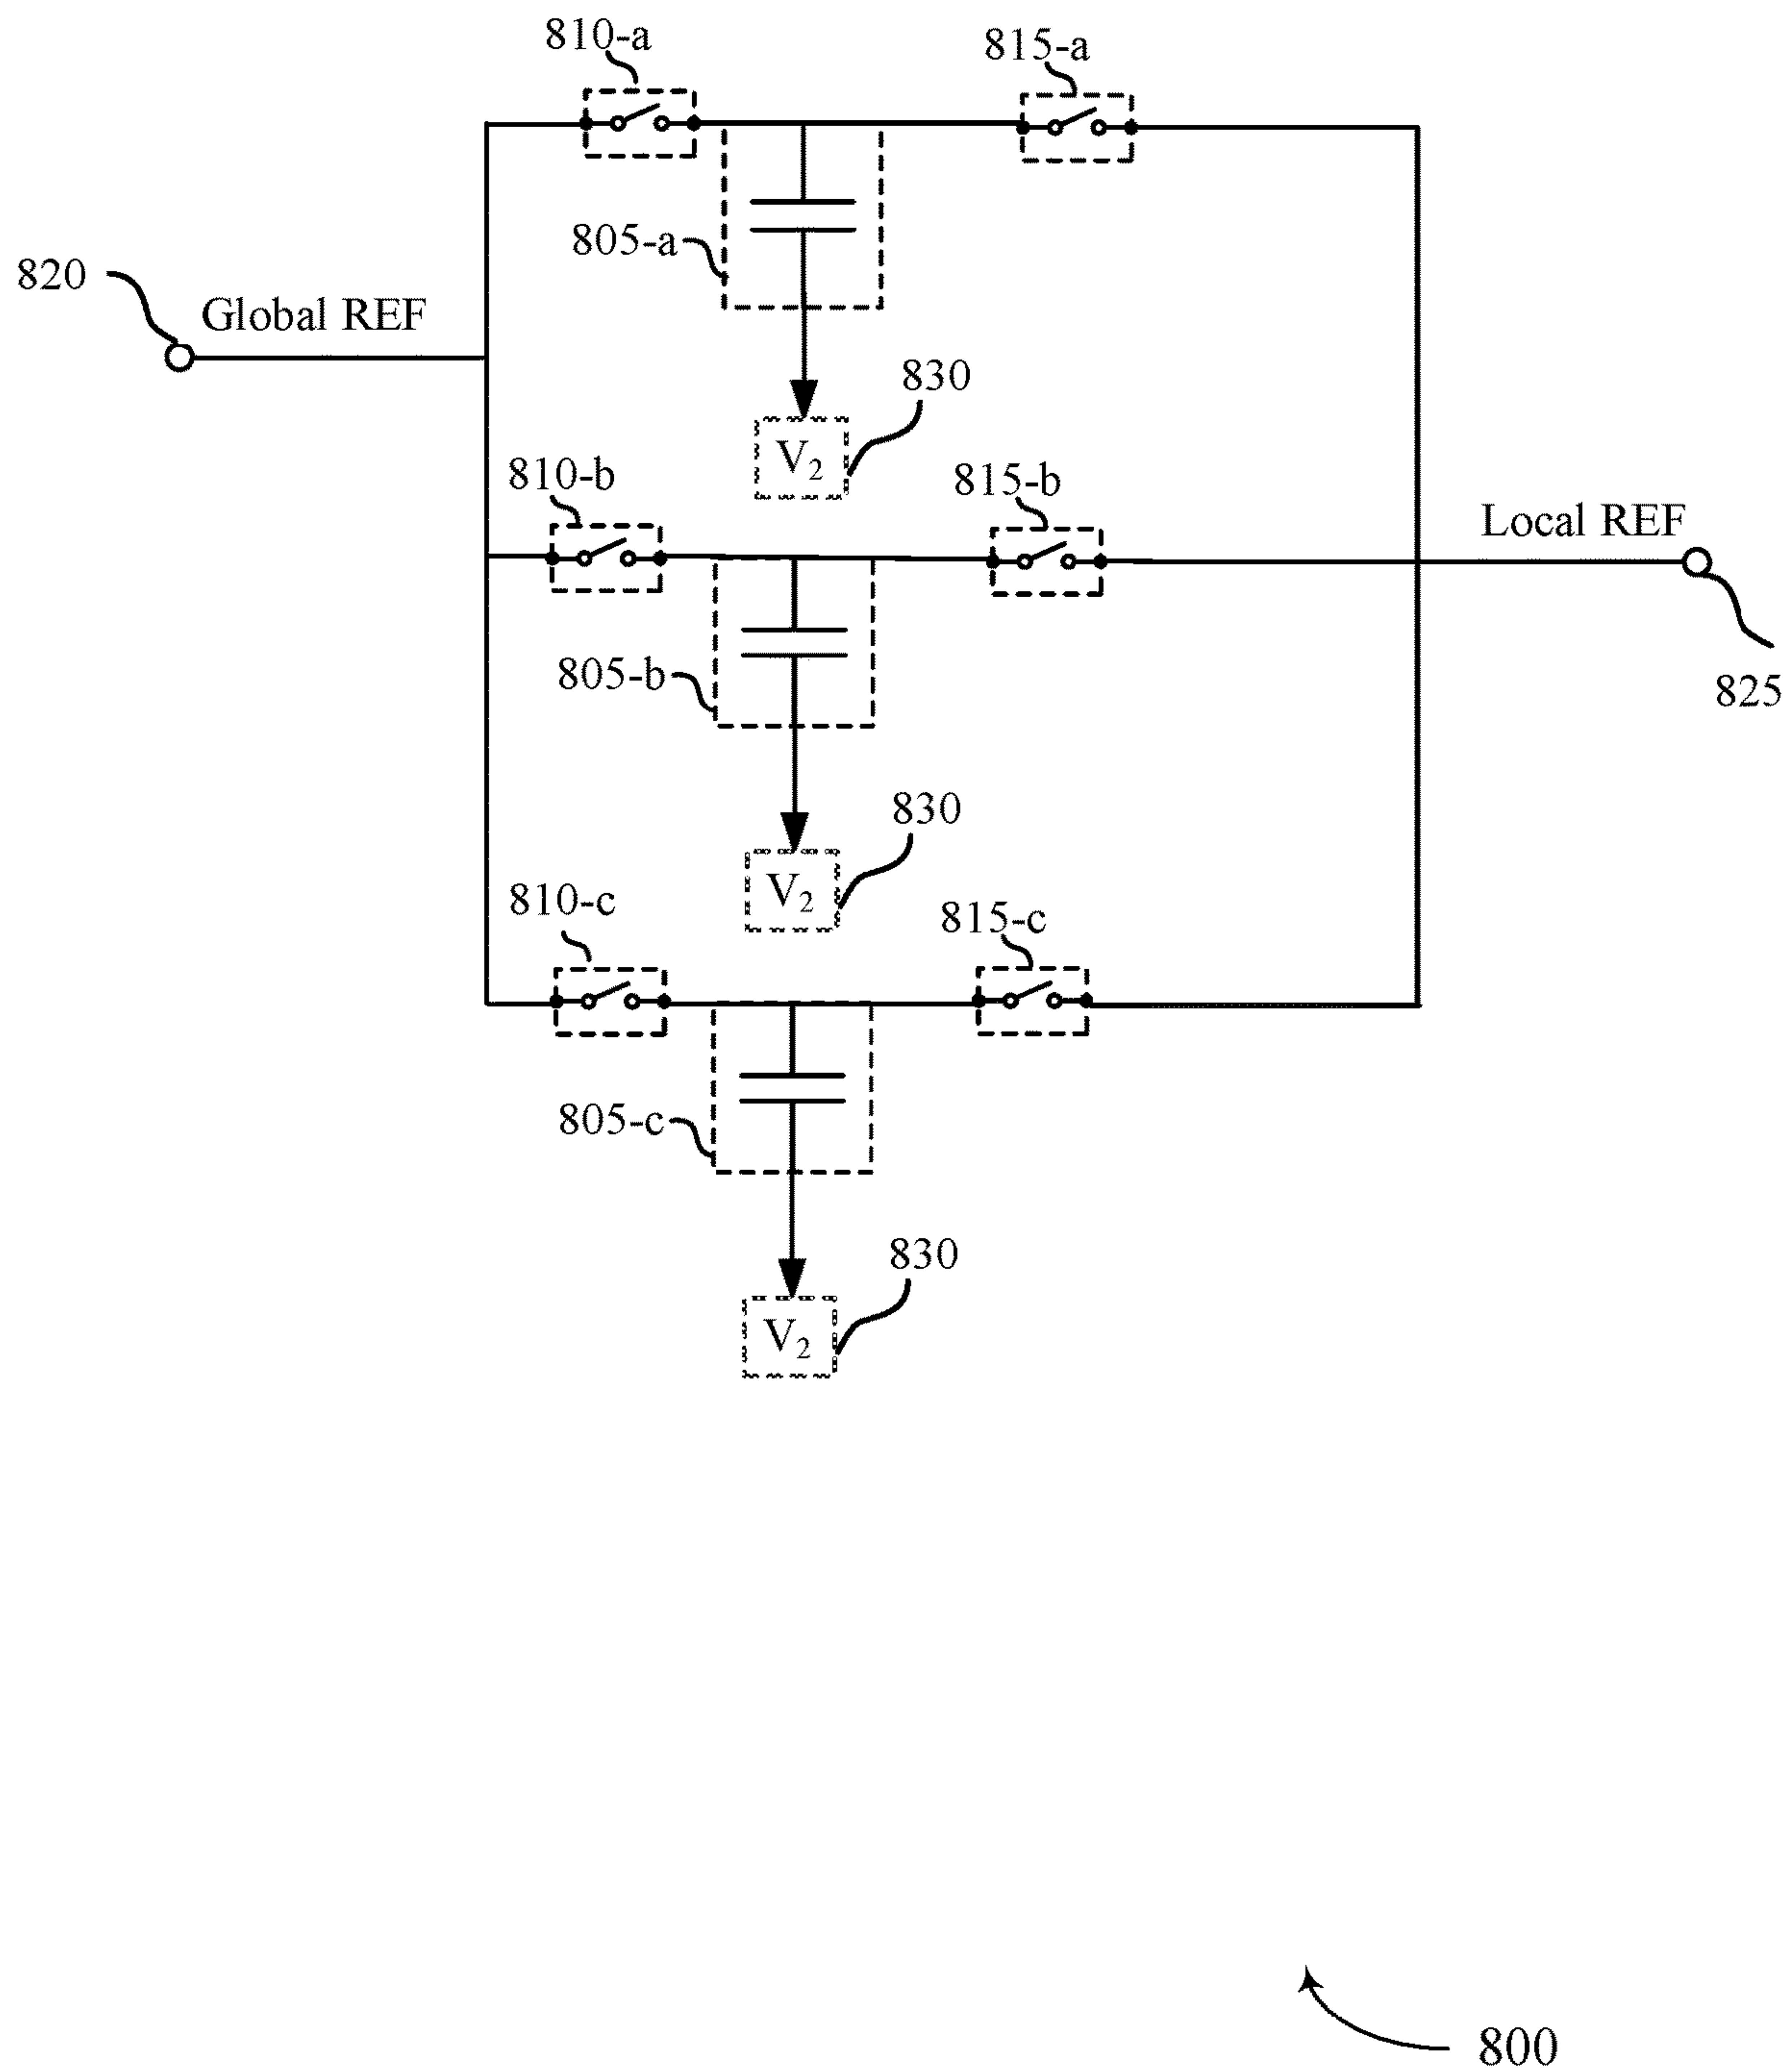 810-a
815-a
805-a
820
Global REF
830
V₂
810-b
815-b
Local REF
805-b
825
830
V₂
810-c
815-c
805-c
830
V₂
800